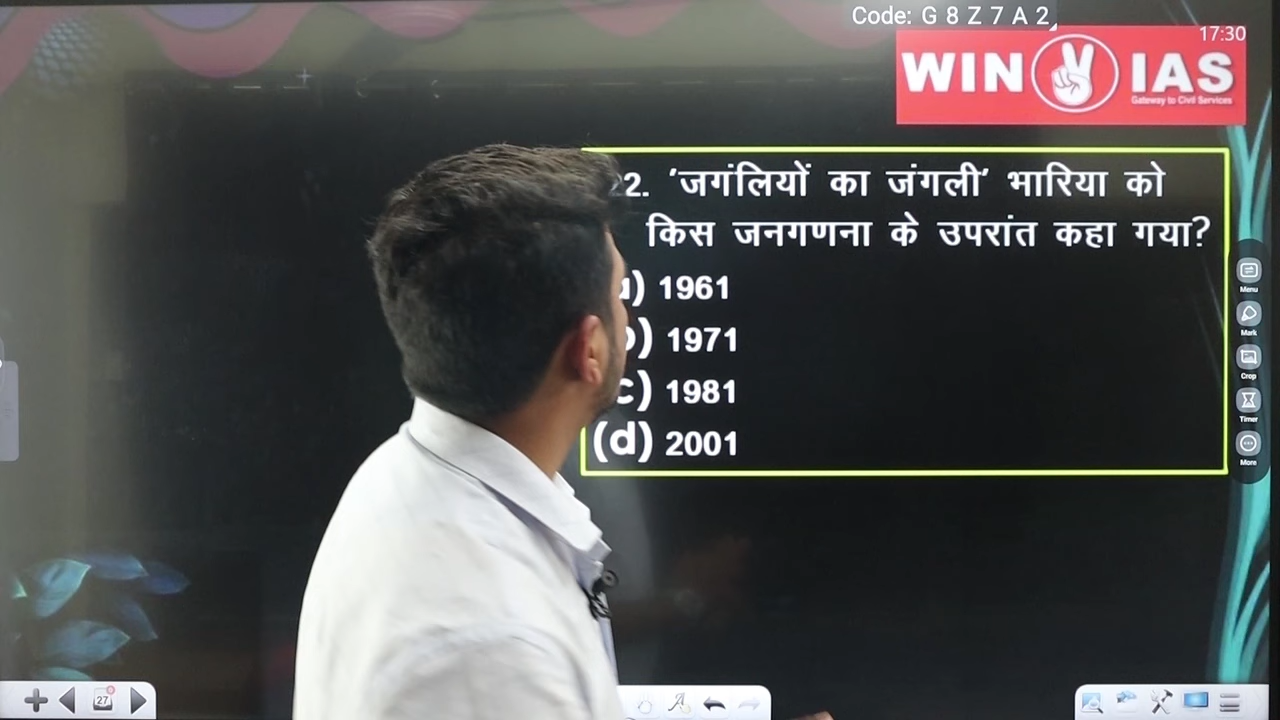 Code: G 8 Z 7 A 2
17:30
WIN IAS
Gateway to Civil Services
22. 'जगंलियों का जंगली' भारिया को
किस जनगणना के उपरांत कहा गया?
a) 1961
b) 1971
c) 1981
(d) 2001
Menu
Mark
Crop
Timer
More
27